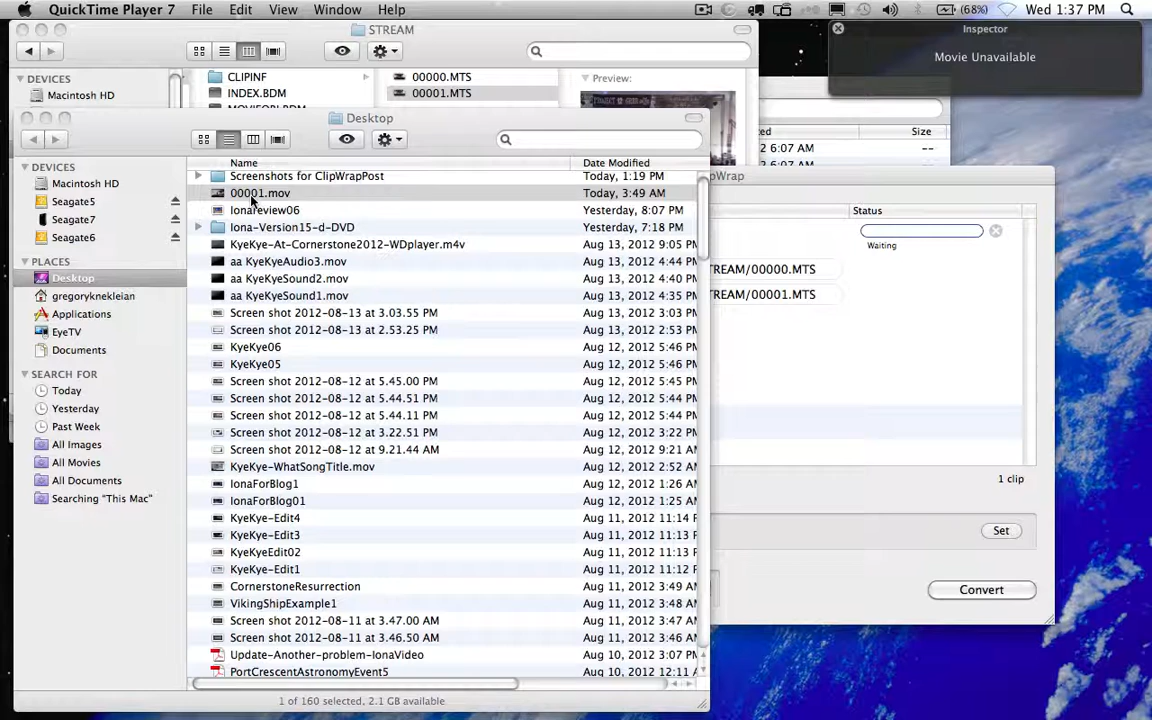 QuickTime Player 7 File Edit View Window Help (68%) Wed 1:37 PM
STREAM
Inspector
Movie Unavailable
DEVICES
Macintosh HD
CLIPINF
INDEX.BDM
00000.MTS
00001.MTS
Preview:
Size
2 6:07 AM --
2 6:07 AM --
Desktop
DEVICES
Macintosh HD
Seagate5
Seagate7
Seagate6
PLACES
Desktop
gregoryknekleian
Applications
EyeTV
Documents
SEARCH FOR
Today
Yesterday
Past Week
All Images
All Movies
All Documents
Searching "This Mac"
Name Date Modified
Screenshots for ClipWrapPost Today, 1:19 PM
00001.mov Today, 3:49 AM
Ionareview06 Yesterday, 8:07 PM
Iona-Version15-d-DVD Yesterday, 7:18 PM
KyeKye-At-Cornerstone2012-WDplayer.m4v Aug 13, 2012 9:05 PM
aa KyeKyeAudio3.mov Aug 13, 2012 4:44 PM
aa KyeKyeSound2.mov Aug 13, 2012 4:40 PM
aa KyeKyeSound1.mov Aug 13, 2012 4:35 PM
Screen shot 2012-08-13 at 3.03.55 PM Aug 13, 2012 3:03 PM
Screen shot 2012-08-13 at 2.53.25 PM Aug 13, 2012 2:53 PM
KyeKye06 Aug 12, 2012 5:46 PM
KyeKye05 Aug 12, 2012 5:46 PM
Screen shot 2012-08-12 at 5.45.00 PM Aug 12, 2012 5:45 PM
Screen shot 2012-08-12 at 5.44.51 PM Aug 12, 2012 5:44 PM
Screen shot 2012-08-12 at 5.44.11 PM Aug 12, 2012 5:44 PM
Screen shot 2012-08-12 at 3.22.51 PM Aug 12, 2012 3:22 PM
Screen shot 2012-08-12 at 9.21.44 AM Aug 12, 2012 9:21 AM
KyeKye-WhatSongTitle.mov Aug 12, 2012 2:52 AM
IonaForBlog1 Aug 12, 2012 1:26 AM
IonaForBlog01 Aug 12, 2012 1:25 AM
KyeKye-Edit4 Aug 11, 2012 11:14 P
KyeKye-Edit3 Aug 11, 2012 11:13 P
KyeKyeEdit02 Aug 11, 2012 11:13 P
KyeKye-Edit1 Aug 11, 2012 11:12 P
CornerstoneResurrection Aug 11, 2012 3:49 AM
VikingShipExample1 Aug 11, 2012 3:48 AM
Screen shot 2012-08-11 at 3.47.00 AM Aug 11, 2012 3:47 AM
Screen shot 2012-08-11 at 3.46.50 AM Aug 11, 2012 3:46 AM
Update-Another-problem-IonaVideo Aug 10, 2012 3:07 PM
PortCrescentAstronomyEvent5 Aug 10, 2012 12:11
1 of 160 selected, 2.1 GB available
pWrap
Status
Waiting
TREAM/00000.MTS
TREAM/00001.MTS
1 clip
Set
Convert